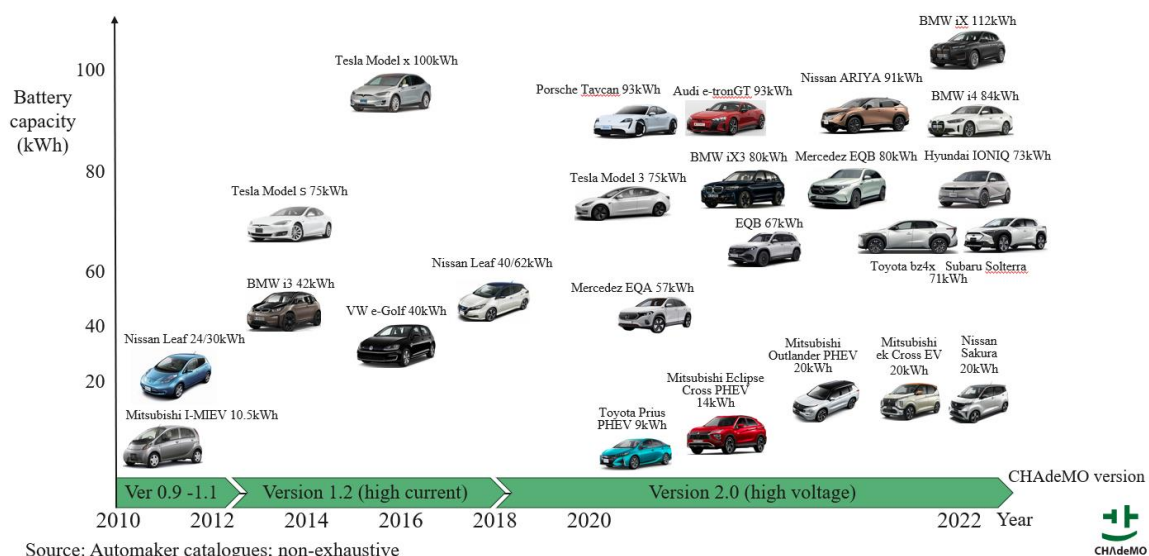 BMW iX 112kWh
100
Tesla Model x 100kWh
Battery
capacity
(kWh)
Porsche Taycan 93kWh
Audi e-tronGT 93kWh
Nissan ARIYA 91kWh
BMW i4 84kWh
80
Tesla Model S 75kWh
Tesla Model 3 75kWh
BMW iX3 80kWh
Mercedez EQB 80kWh
Hyundai IONIQ 73kWh
EQB 67kWh
60
BMW i3 42kWh
Nissan Leaf 40/62kWh
Mercedez EQA 57kWh
Toyota bz4x
Subaru Solterra
71kWh
40
VW e-Golf 40kWh
Nissan Leaf 24/30kWh
20
Mitsubishi I-MIEV 10.5kWh
Toyota Prius
PHEV 9kWh
Mitsubishi Eclipse
Cross PHEV
14kWh
Mitsubishi
Outlander PHEV
20kWh
Mitsubishi
ek Cross EV
20kWh
Nissan
Sakura
20kWh
CHAdeMO version
Ver 0.9 -1.1
Version 1.2 (high current)
Version 2.0 (high voltage)
2010
2012
2014
2016
2018
2020
2022
Year
CHAdeMO
Source: Automaker catalogues; non-exhaustive